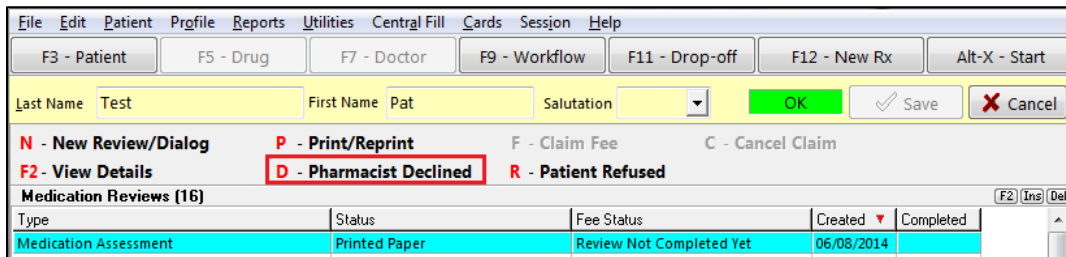 File Edit Patient Profile Reports Utilities Central Fill Cards Session Help
F3 - Patient F5 - Drug F7 - Doctor F9 - Workflow F11 - Drop-off F12 - New Rx Alt-X - Start
Last Name Test First Name Pat Salutation OK Save Cancel
N - New Review/Dialog P - Print/Reprint F - Claim Fee C - Cancel Claim
F2 - View Details D - Pharmacist Declined R - Patient Refused
Medication Reviews (16) F2 Ins Del
Type Status Fee Status Created Completed
Medication Assessment Printed Paper Review Not Completed Yet 06/08/2014